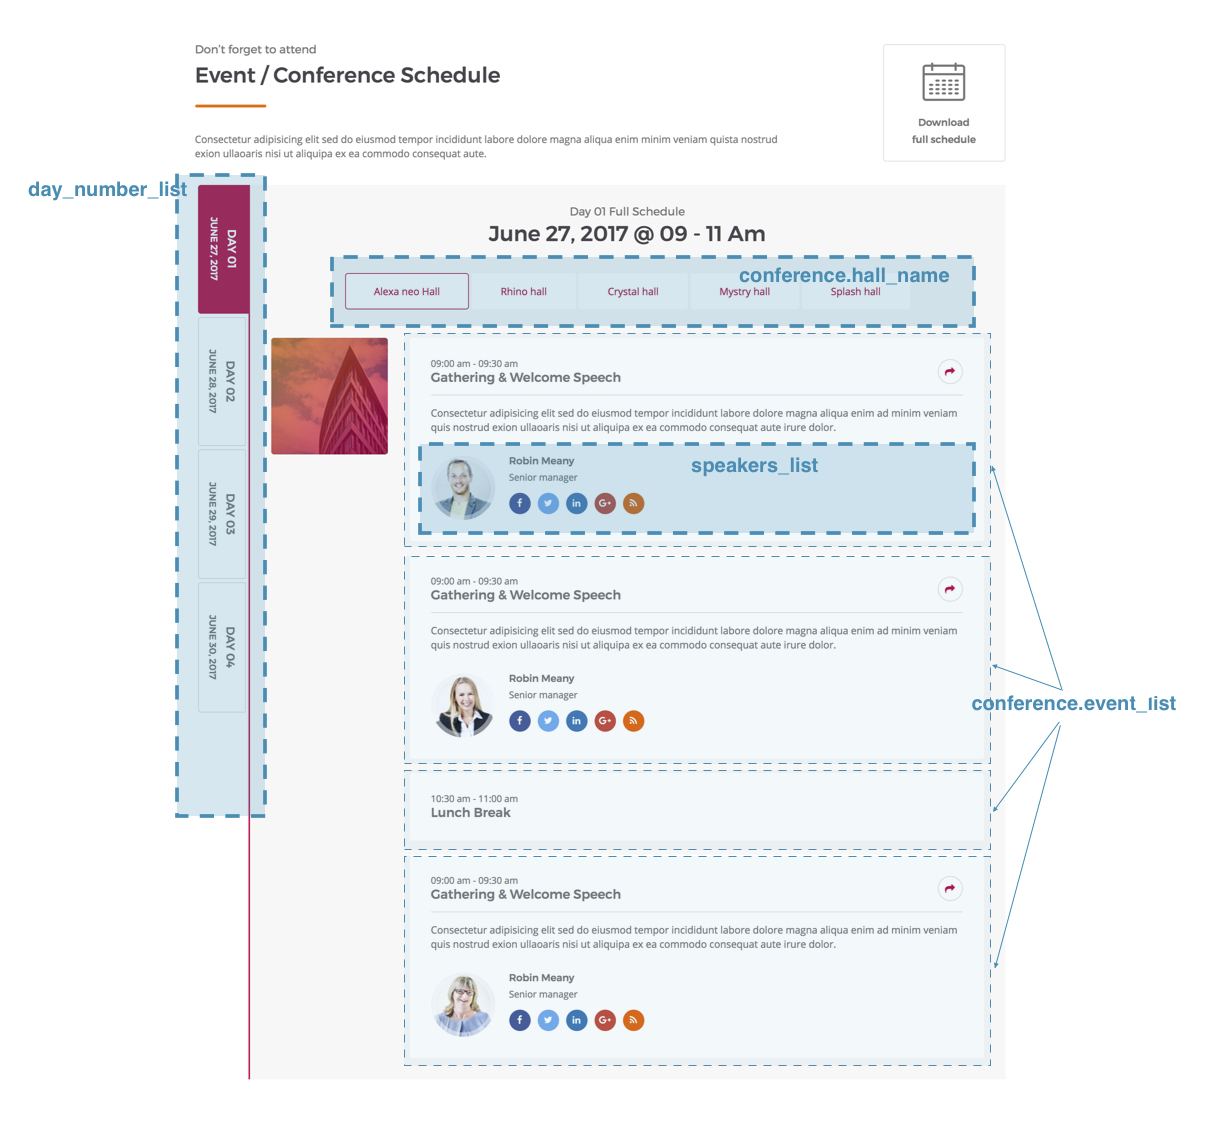 Don't forget to attend
Event / Conference Schedule
Download
full schedule
Consectetur adipisicing elit sed do eiusmod tempor incididunt labore dolore magna aliqua enim minim veniam quista nostrud
exion ullaoaris nisi ut aliquipa ex ea commodo consequat aute.
day_number_list
DAY 01
JUNE 27, 2017
DAY 02
JUNE 28, 2017
DAY 03
JUNE 29, 2017
DAY 04
JUNE 30, 2017
Day 01 Full Schedule
June 27, 2017 @ 09 - 11 Am
conference.hall_name
Alexa neo Hall
Rhino hall
Crystal hall
Mystry hall
Splash hall
09:00 am - 09:30 am
Gathering & Welcome Speech
Consectetur adipisicing elit sed do eiusmod tempor incididunt labore dolore magna aliqua enim ad minim veniam
quis nostrud exion ullaoaris nisi ut aliquipa ex ea commodo consequat aute irure dolor.
speakers_list
Robin Meany
Senior manager
f
in
G+
09:00 am - 09:30 am
Gathering & Welcome Speech
Consectetur adipisicing elit sed do eiusmod tempor incididunt labore dolore magna aliqua enim ad minim veniam
quis nostrud exion ullaoaris nisi ut aliquipa ex ea commodo consequat aute irure dolor.
Robin Meany
Senior manager
f
in
G+
conference.event_list
10:30 am - 11:00 am
Lunch Break
09:00 am - 09:30 am
Gathering & Welcome Speech
Consectetur adipisicing elit sed do eiusmod tempor incididunt labore dolore magna aliqua enim ad minim veniam
quis nostrud exion ullaoaris nisi ut aliquipa ex ea commodo consequat aute irure dolor.
Robin Meany
Senior manager
f
in
G+